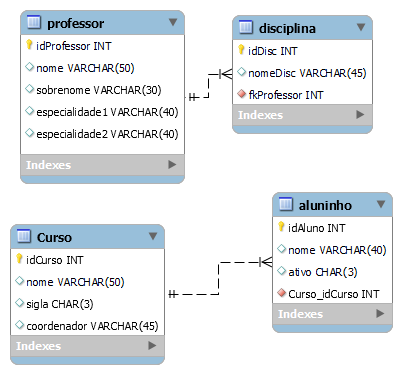 professor
idProfessor INT
nome VARCHAR(50)
sobrenome VARCHAR(30)
especialidade1 VARCHAR(40)
especialidade2 VARCHAR(40)
Indexes
disciplina
idDisc INT
nomeDisc VARCHAR(45)
fkProfessor INT
Indexes
Curso
idCurso INT
nome VARCHAR(50)
sigla CHAR(3)
coordenador VARCHAR(45)
Indexes
aluninho
idAluno INT
nome VARCHAR(40)
ativo CHAR(3)
Curso_idCurso INT
Indexes